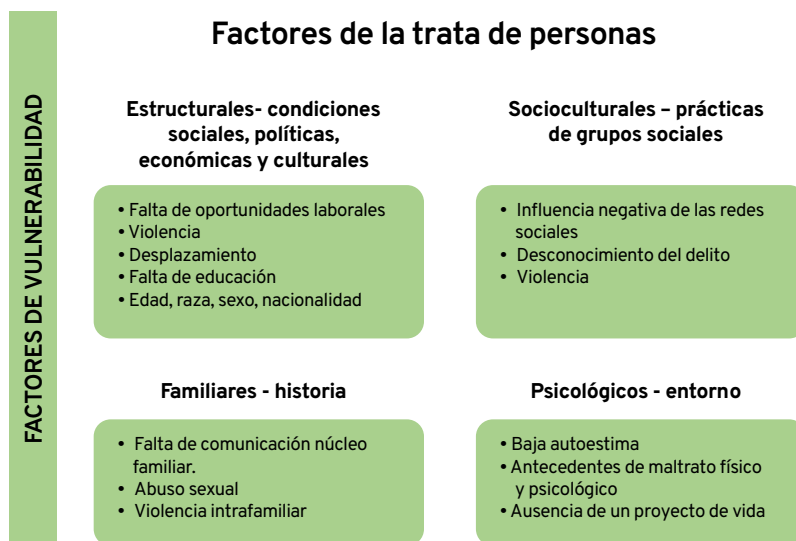 Factores de la trata de personas
FACTORES DE VULNERABILIDAD
Estructurales- condiciones
sociales, políticas,
económicas y culturales
• Falta de oportunidades laborales
• Violencia
• Desplazamiento
• Falta de educación
• Edad, raza, sexo, nacionalidad
Socioculturales – prácticas
de grupos sociales
• Influencia negativa de las redes
sociales
• Desconocimiento del delito
• Violencia
Familiares - historia
• Falta de comunicación núcleo
familiar.
• Abuso sexual
• Violencia intrafamiliar
Psicológicos - entorno
• Baja autoestima
• Antecedentes de maltrato físico
y psicológico
• Ausencia de un proyecto de vida